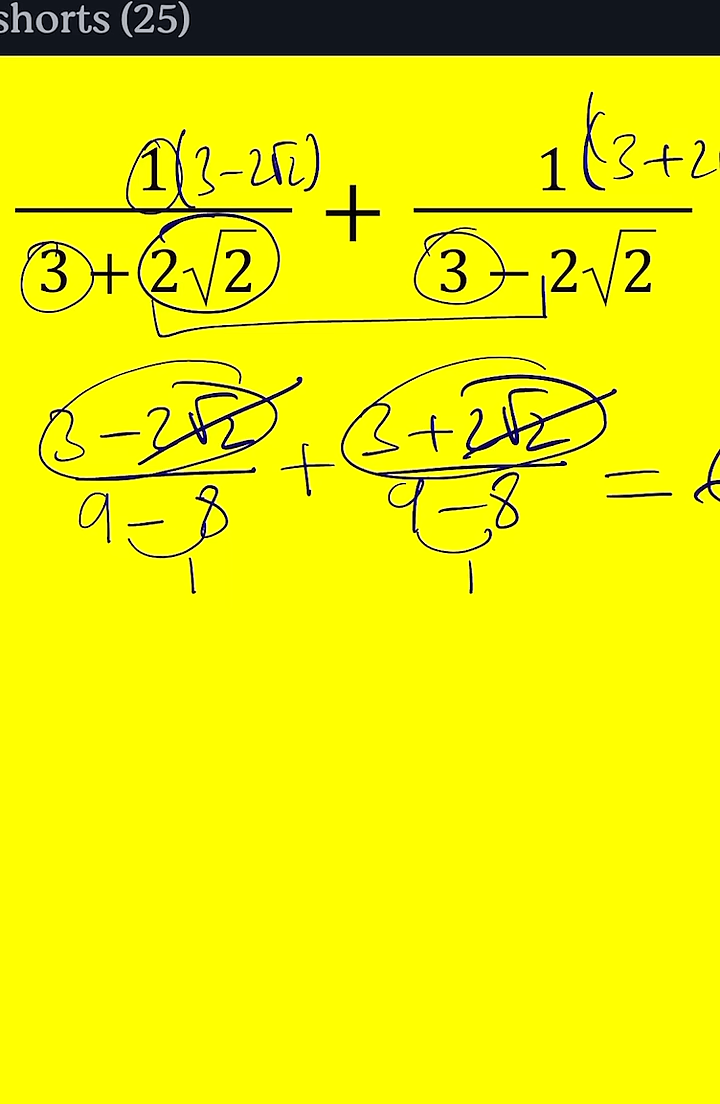 shorts (25)
1(3-2√2) + 1(3+2
3+2√2 3-2√2
3-2√2 + 3+2√2 =
9-8 9-8
1 1